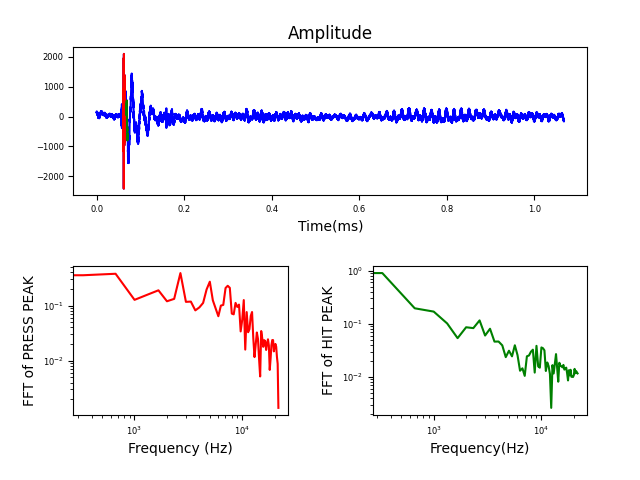 Amplitude
2000
1000
0
−1000
−2000
0.0 0.2 0.4 0.6 0.8 1.0
Time(ms)
FFT of PRESS PEAK
10⁻¹
10⁻²
10³ 10⁴
Frequency (Hz)
FFT of HIT PEAK
10⁰
10⁻¹
10⁻²
10³ 10⁴
Frequency(Hz)